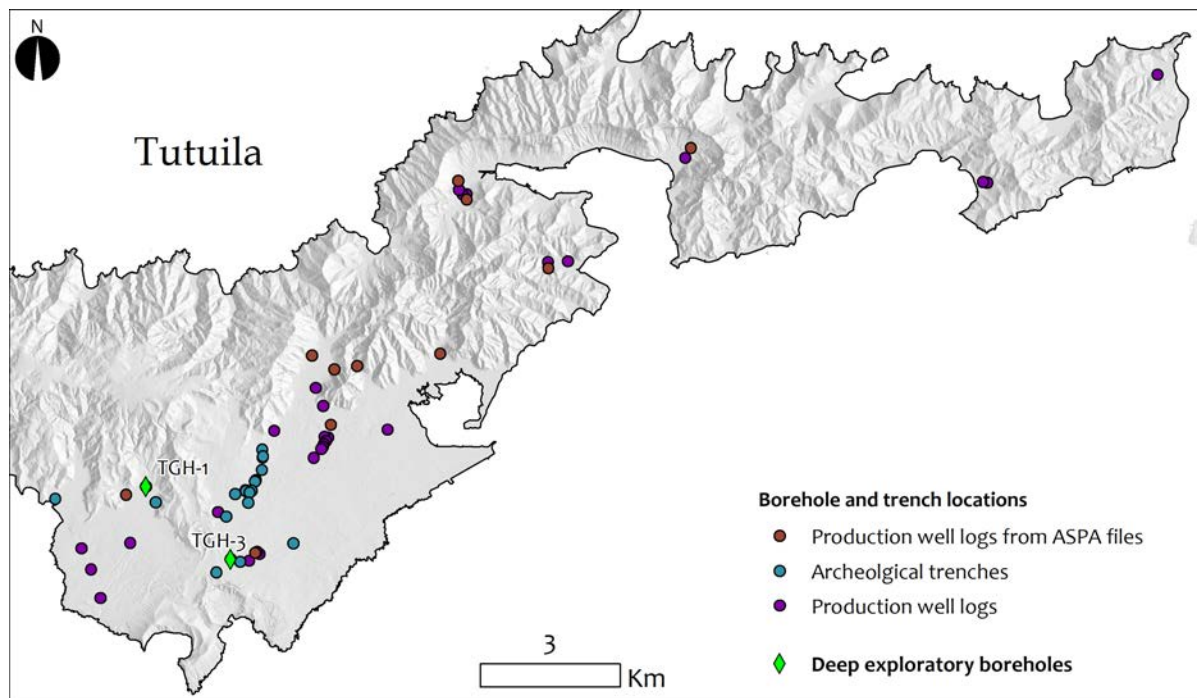 N
Tutuila
TGH-1
TGH-3
Borehole and trench locations
Production well logs from ASPA files
Archeolgical trenches
Production well logs
Deep exploratory boreholes
3
Km